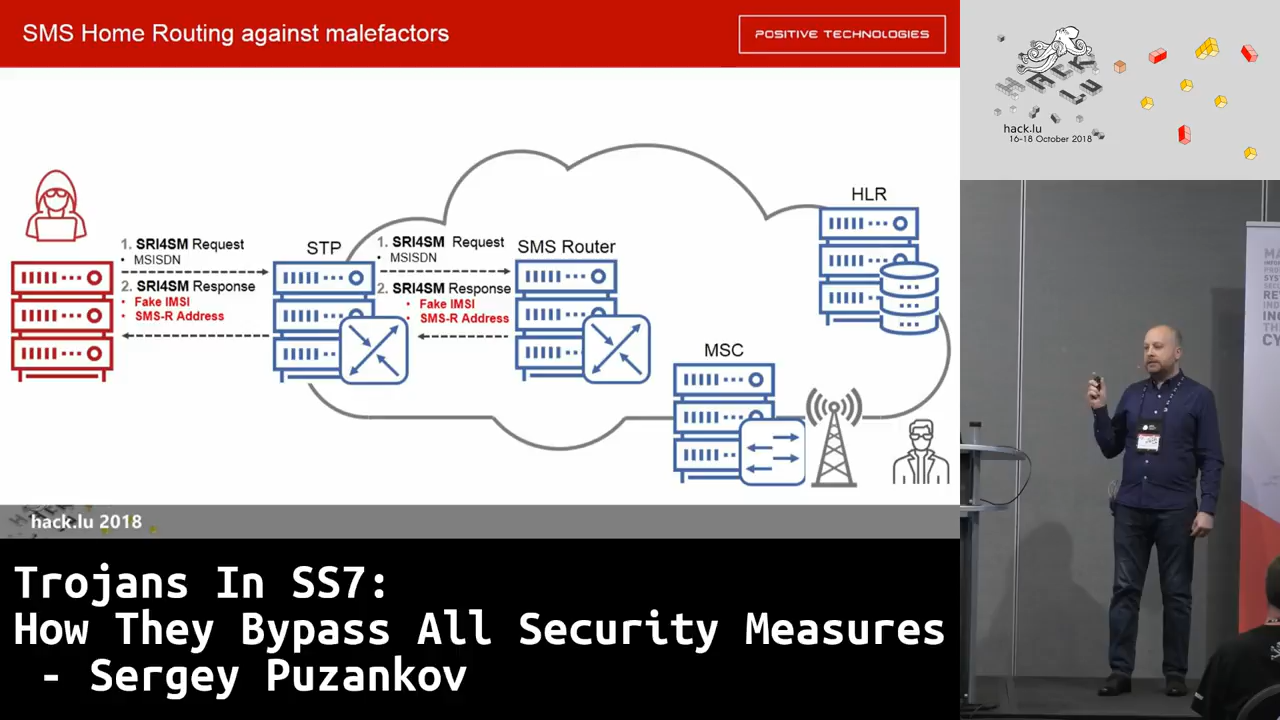 SMS Home Routing against malefactors
POSITIVE TECHNOLOGIES
HACK
LU
hack.lu
16-18 October 2018
HLR
1. SRI4SM Request
• MSISDN
2. SRI4SM Response
• Fake IMSI
• SMS-R Address
STP
1. SRI4SM Request
• MSISDN
2. SRI4SM Response
• Fake IMSI
• SMS-R Address
SMS Router
MSC
hack.lu 2018
Trojans In SS7:
How They Bypass All Security Measures
- Sergey Puzankov